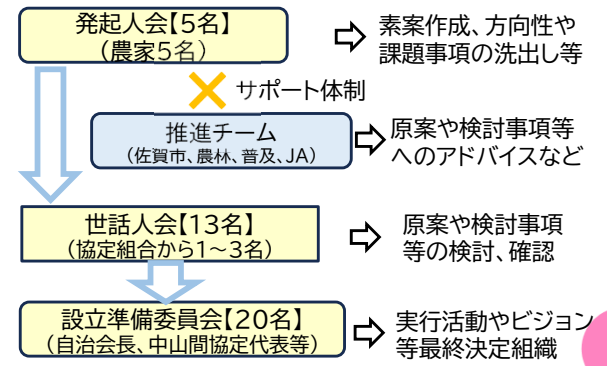 発起人会【5名】
（農家5名）
素案作成、方向性や
課題事項の洗出し等
サポート体制
推進チーム
（佐賀市、農林、普及、JA）
原案や検討事項等
へのアドバイスなど
世話人会【13名】
（協定組合から1～3名）
原案や検討事項
等の検討、確認
設立準備委員会【20名】
（自治会長、中山間協定代表等）
実行活動やビジョン
等最終決定組織